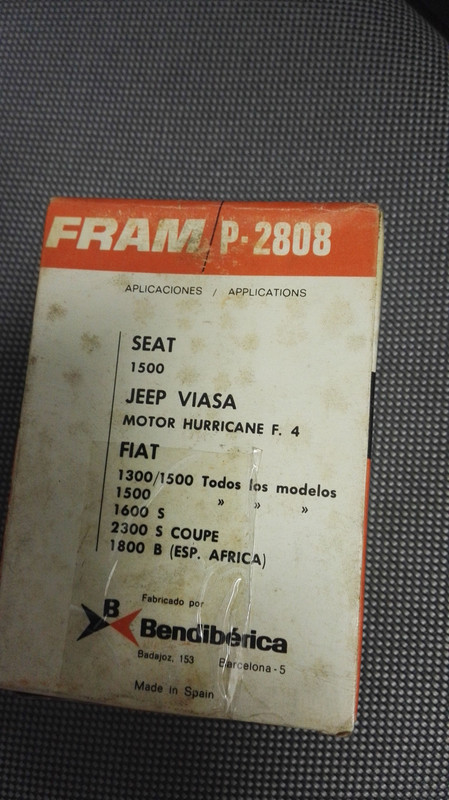 FRAM P-2808
APLICACIONES / APPLICATIONS
SEAT
1500
JEEP VIASA
MOTOR HURRICANE F. 4
FIAT
1300/1500 Todos los modelos
1500 » » »
1600 S
2300 S COUPE
1800 B (ESP. AFRICA)
Fabricado por
B
Bendibérica
Badajoz, 153 Barcelona-5
Made in Spain